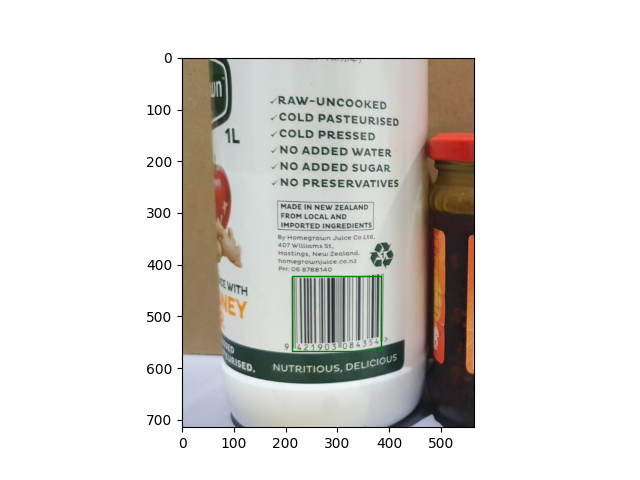 wn
1L
✓RAW-UNCOOKED
✓COLD PASTEURISED
✓COLD PRESSED
✓NO ADDED WATER
✓NO ADDED SUGAR
✓NO PRESERVATIVES
MADE IN NEW ZEALAND
FROM LOCAL AND
IMPORTED INGREDIENTS
By Homegrown Juice Co Ltd,
407 Williams St,
Hastings, New Zealand.
homegrownjuice.co.nz
PH: 06 8788140
WITH
NEY
9 421903 084354 >
URISED.
NUTRITIOUS, DELICIOUS
0
100
200
300
400
500
600
700
0 100 200 300 400 500